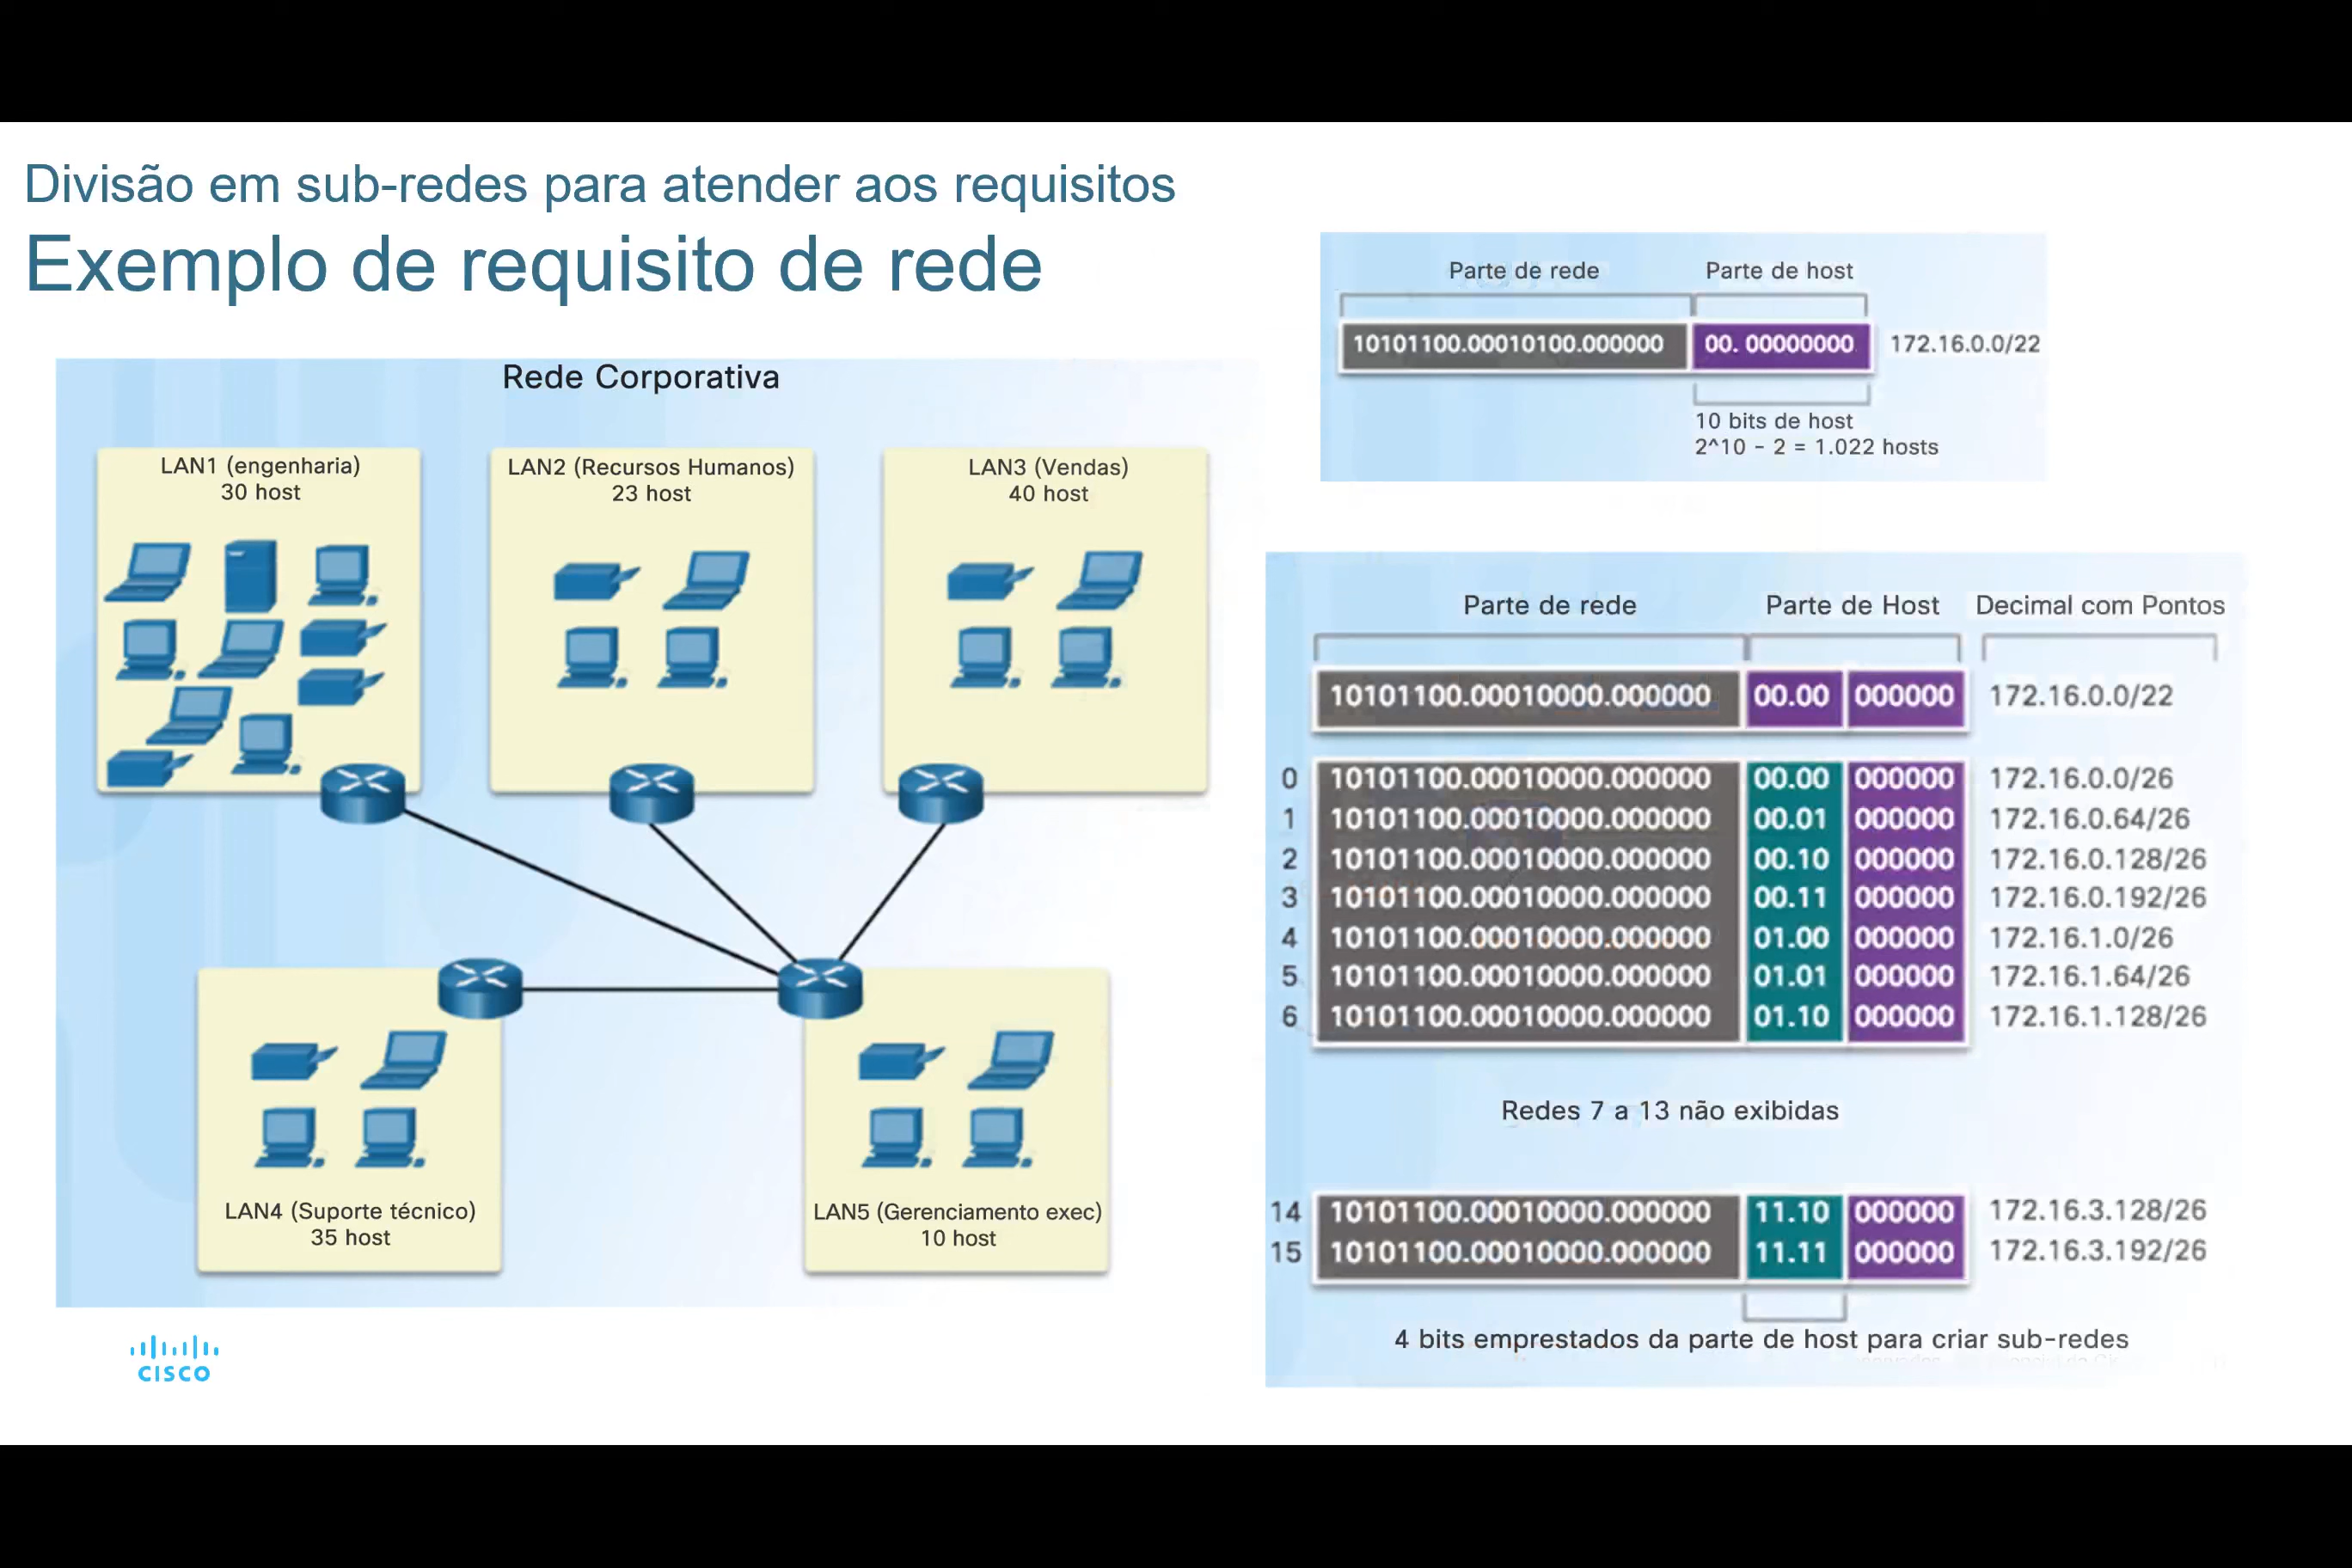 Divisão em sub-redes para atender aos requisitos
Exemplo de requisito de rede
Rede Corporativa
LAN1 (engenharia)
30 host
LAN2 (Recursos Humanos)
23 host
LAN3 (Vendas)
40 host
LAN4 (Suporte técnico)
35 host
LAN5 (Gerenciamento exec)
10 host
CISCO
Parte de rede Parte de host
10101100.00010100.000000 00. 00000000 172.16.0.0/22
10 bits de host
2^10 - 2 = 1.022 hosts
Parte de rede Parte de Host Decimal com Pontos
10101100.00010000.000000 00.00 000000 172.16.0.0/22
0 10101100.00010000.000000 00.00 000000 172.16.0.0/26
1 10101100.00010000.000000 00.01 000000 172.16.0.64/26
2 10101100.00010000.000000 00.10 000000 172.16.0.128/26
3 10101100.00010000.000000 00.11 000000 172.16.0.192/26
4 10101100.00010000.000000 01.00 000000 172.16.1.0/26
5 10101100.00010000.000000 01.01 000000 172.16.1.64/26
6 10101100.00010000.000000 01.10 000000 172.16.1.128/26
Redes 7 a 13 não exibidas
14 10101100.00010000.000000 11.10 000000 172.16.3.128/26
15 10101100.00010000.000000 11.11 000000 172.16.3.192/26
4 bits emprestados da parte de host para criar sub-redes